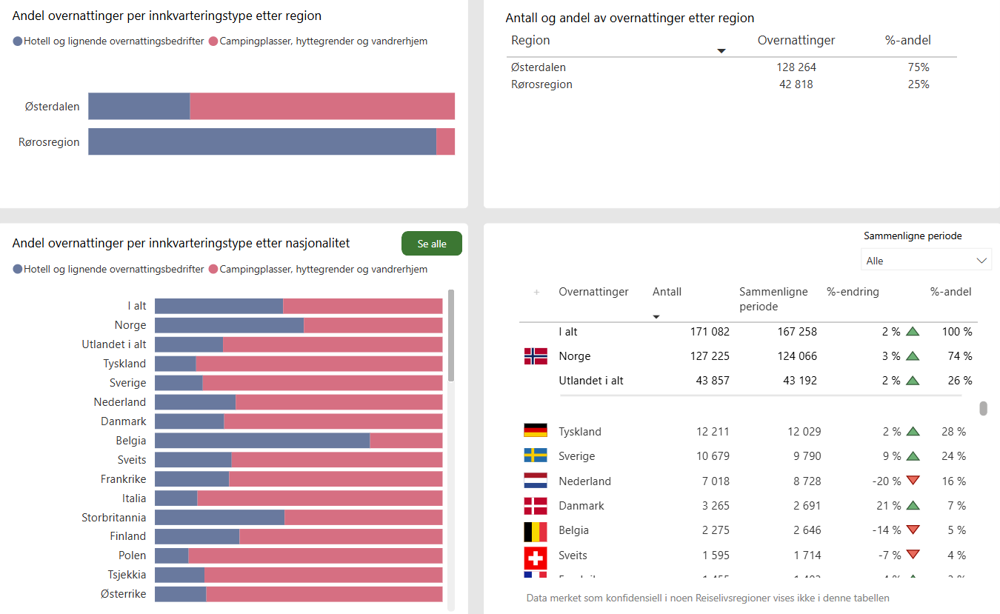 Andel overnattinger per innkvarteringstype etter region
Hotell og lignende overnattingsbedrifter Campingplasser, hyttegrender og vandrerhjem
Østerdalen
Rørosregion
Antall og andel av overnattinger etter region
Region Overnattinger %-andel
Østerdalen 128 264 75%
Rørosregion 42 818 25%
Andel overnattinger per innkvarteringstype etter nasjonalitet
Se alle
Hotell og lignende overnattingsbedrifter Campingplasser, hyttegrender og vandrerhjem
I alt
Norge
Utlandet i alt
Tyskland
Sverige
Nederland
Danmark
Belgia
Sveits
Frankrike
Italia
Storbritannia
Finland
Polen
Tsjekkia
Østerrike
Sammenligne periode
Alle
+ Overnattinger Antall Sammenligne %-endring %-andel
periode
I alt 171 082 167 258 2 % 100 %
Norge 127 225 124 066 3 % 74 %
Utlandet i alt 43 857 43 192 2 % 26 %
Tyskland 12 211 12 029 2 % 28 %
Sverige 10 679 9 790 9 % 24 %
Nederland 7 018 8 728 -20 % 16 %
Danmark 3 265 2 691 21 % 7 %
Belgia 2 275 2 646 -14 % 5 %
Sveits 1 595 1 714 -7 % 4 %
Data merket som konfidensiell i noen Reiselivsregioner vises ikke i denne tabellen